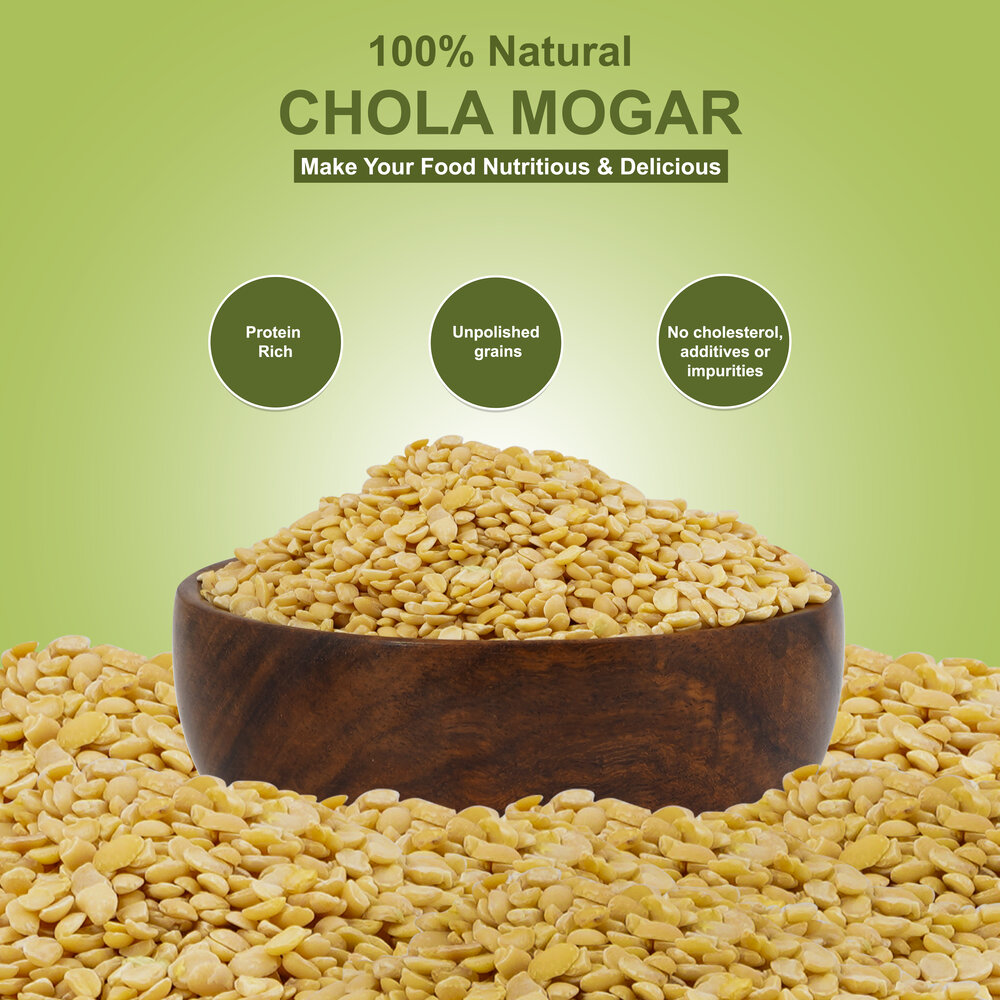 100% Natural
CHOLA MOGAR
Make Your Food Nutritious & Delicious
Protein
Rich
Unpolished
grains
No cholesterol,
additives or
impurities